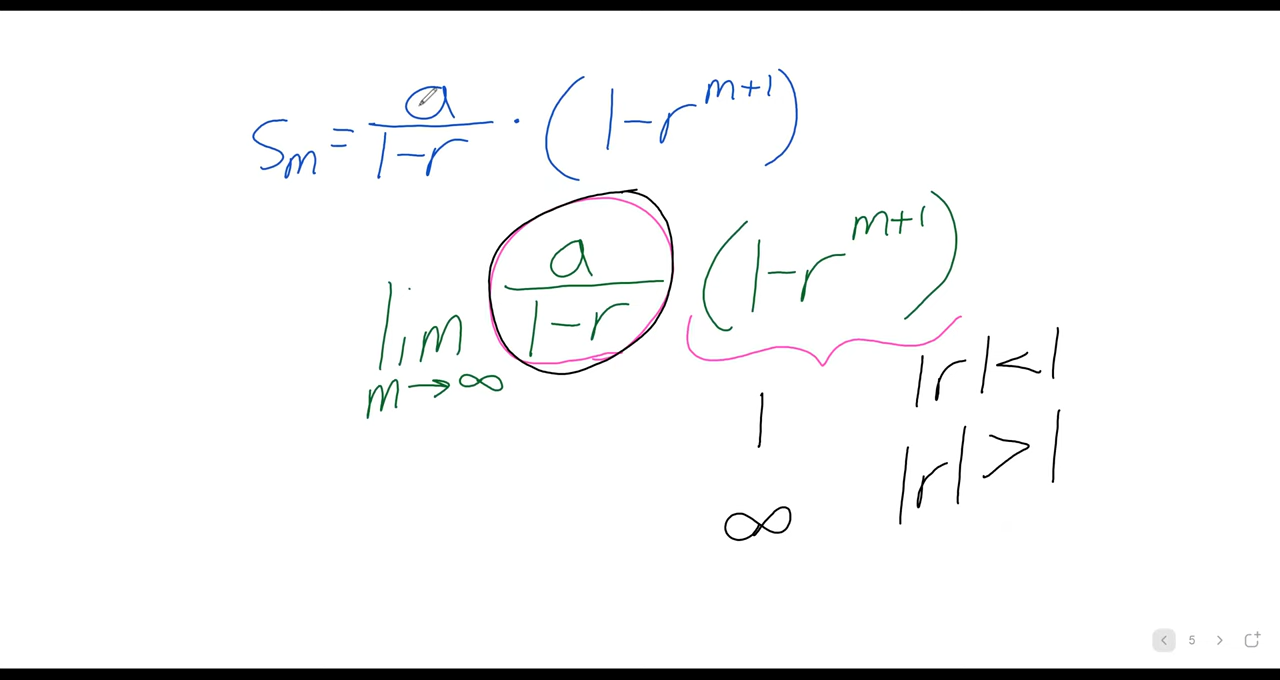 Sm = a/(1-r) · (1-r^(m+1))
lim m→∞ a/(1-r) (1-r^(m+1))
1 |r|<1
∞ |r|>1
5